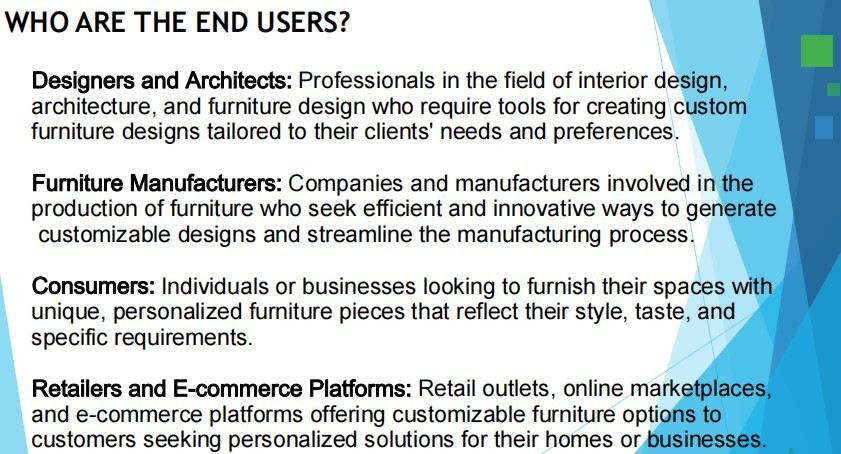 WHO ARE THE END USERS?
Designers and Architects: Professionals in the field of interior design,
architecture, and furniture design who require tools for creating custom
furniture designs tailored to their clients' needs and preferences.
Furniture Manufacturers: Companies and manufacturers involved in the
production of furniture who seek efficient and innovative ways to generate
customizable designs and streamline the manufacturing process.
Consumers: Individuals or businesses looking to furnish their spaces with
unique, personalized furniture pieces that reflect their style, taste, and
specific requirements.
Retailers and E-commerce Platforms: Retail outlets, online marketplaces,
and e-commerce platforms offering customizable furniture options to
customers seeking personalized solutions for their homes or businesses.